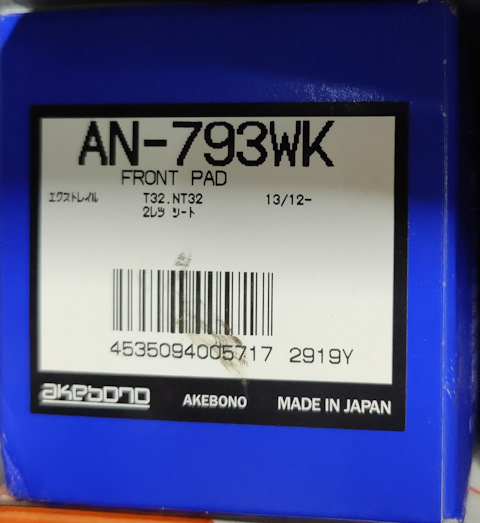 AN-793WK
FRONT PAD
エクストレイル T32.NT32 13/12-
2レツ シート
4535094005717 2919Y
akebono AKEBONO MADE IN JAPAN